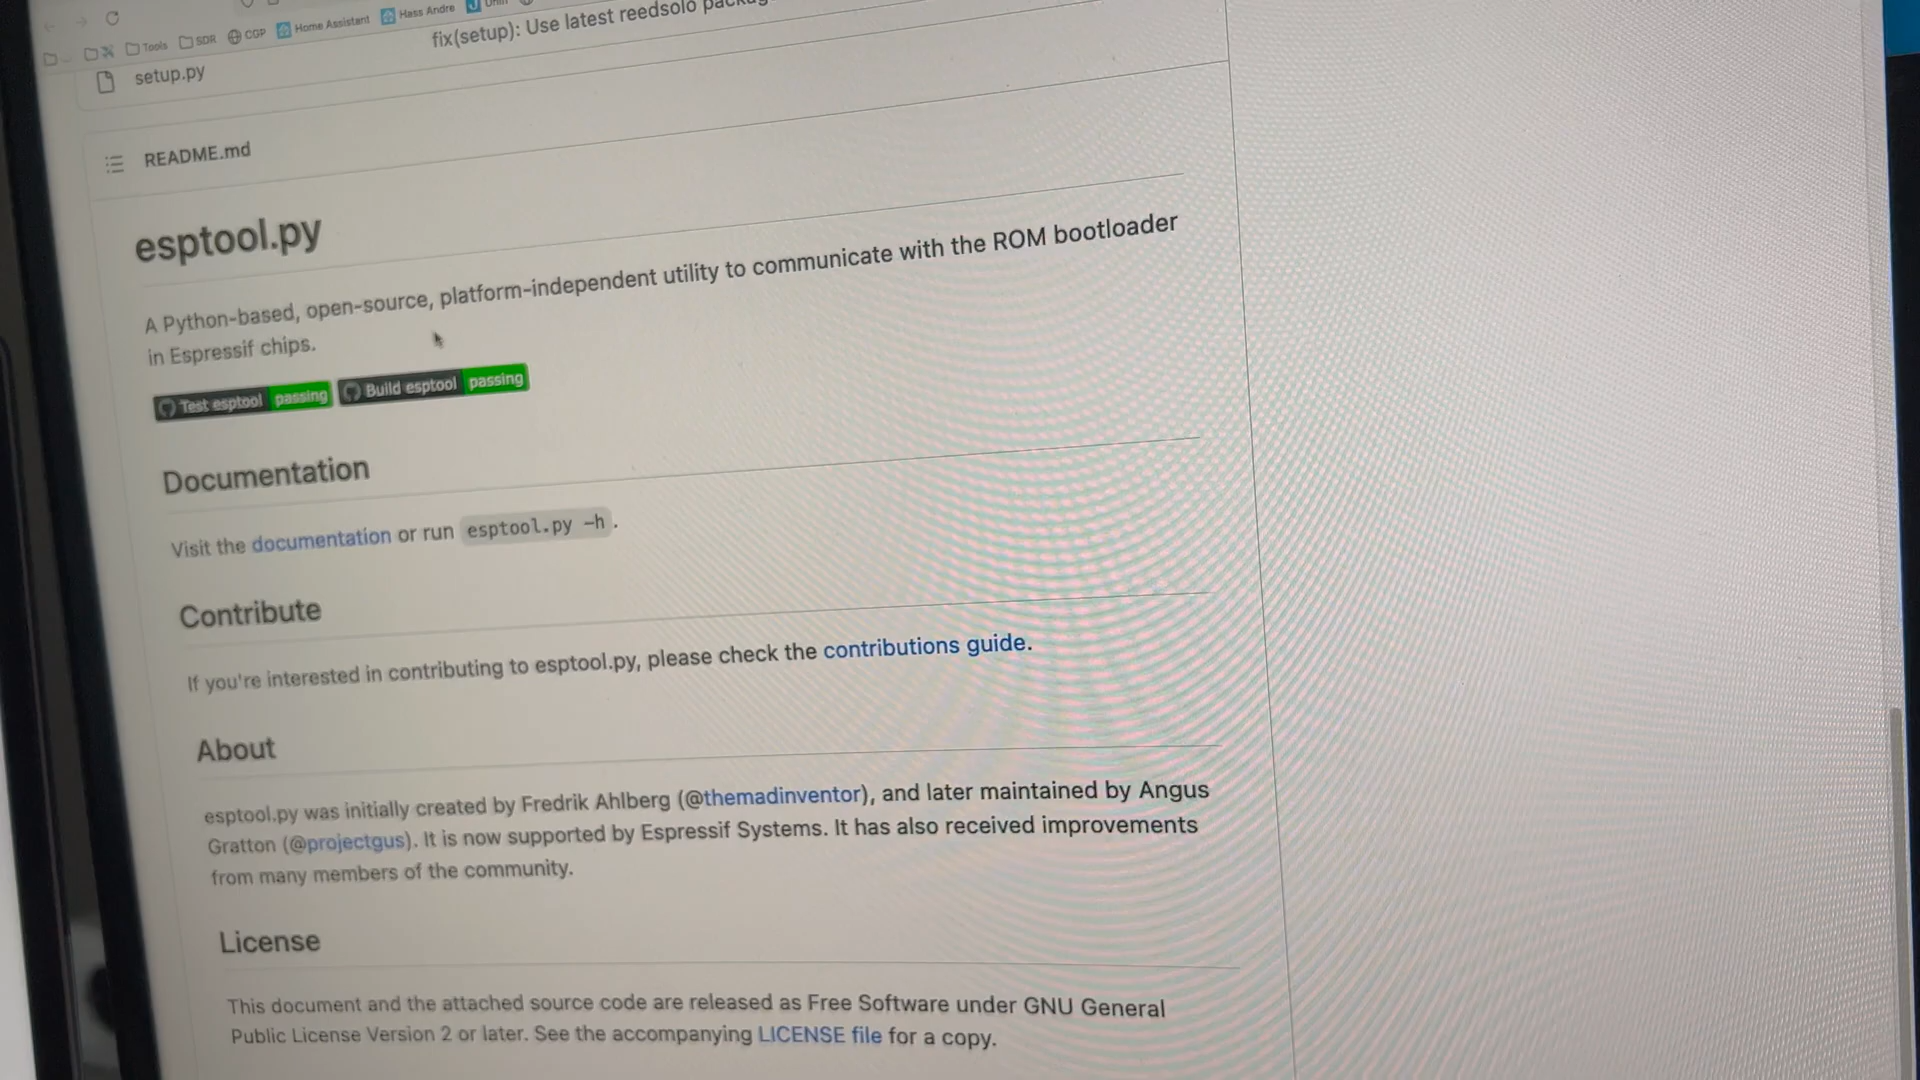 Tools SDR CGP Home Assistant Hass Andre
fix(setup): Use latest reedsolo
setup.py
README.md
esptool.py
A Python-based, open-source, platform-independent utility to communicate with the ROM bootloader
in Espressif chips.
Test esptool passing Build esptool passing
Documentation
Visit the documentation or run esptool.py -h.
Contribute
If you're interested in contributing to esptool.py, please check the contributions guide.
About
esptool.py was initially created by Fredrik Ahlberg (@themadinventor), and later maintained by Angus
Gratton (@projectgus). It is now supported by Espressif Systems. It has also received improvements
from many members of the community.
License
This document and the attached source code are released as Free Software under GNU General
Public License Version 2 or later. See the accompanying LICENSE file for a copy.